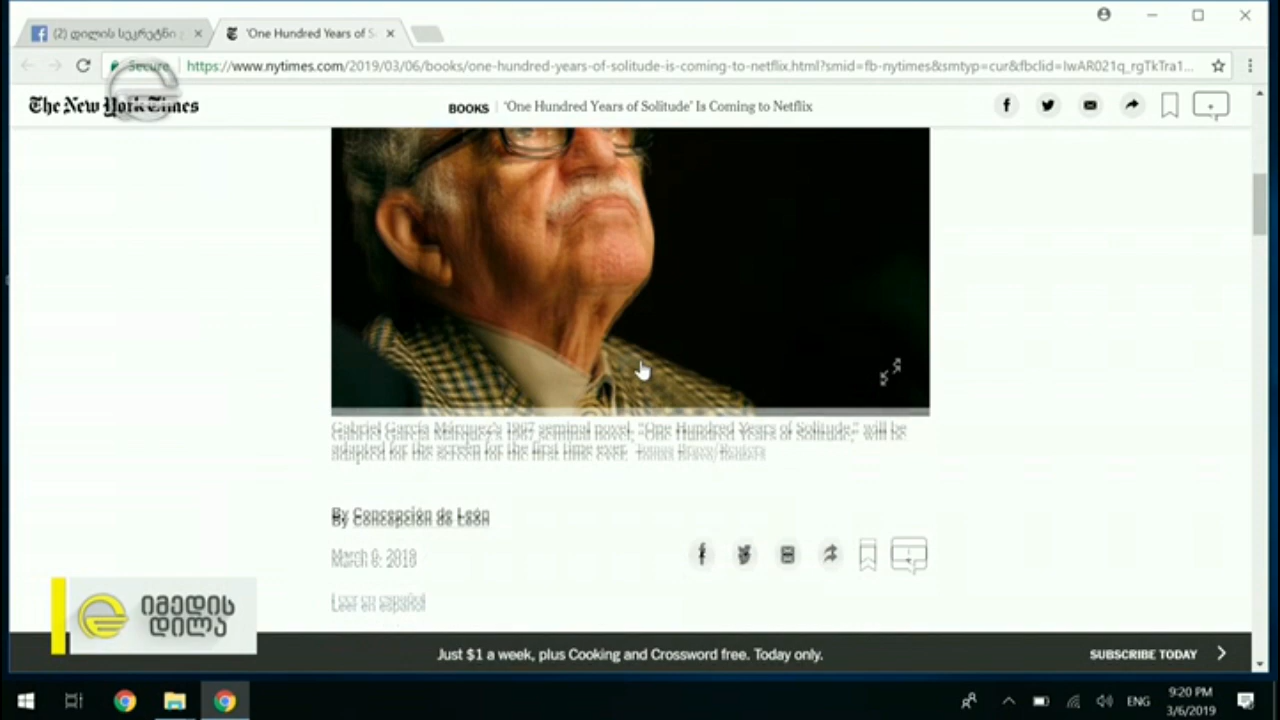 (2) დილის სეკრეტნი
'One Hundred Years of S
Secure
https://www.nytimes.com/2019/03/06/books/one-hundred-years-of-solitude-is-coming-to-netflix.html?smid=fb-nytimes&smtyp=cur&fbclid=IwAR021q_rgTkTra1...
The New York Times
BOOKS | 'One Hundred Years of Solitude' Is Coming to Netflix
Gabriel García Márquez's 1967 seminal novel, "One Hundred Years of Solitude," will be
adapted for the screen for the first time ever. Tomas Bravo/Reuters
By Concepción de León
March 6, 2019
Leer en español
იმედის
დილა
Just $1 a week, plus Cooking and Crossword free. Today only.
SUBSCRIBE TODAY
ENG
9:20 PM
3/6/2019